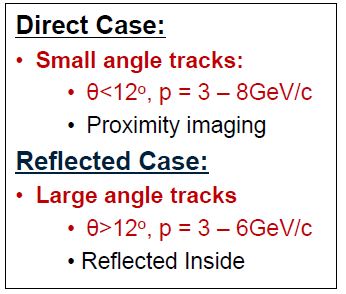 Direct Case:
• Small angle tracks:
• θ<12º, p = 3 – 8GeV/c
• Proximity imaging
Reflected Case:
• Large angle tracks
• θ>12º, p = 3 – 6GeV/c
• Reflected Inside